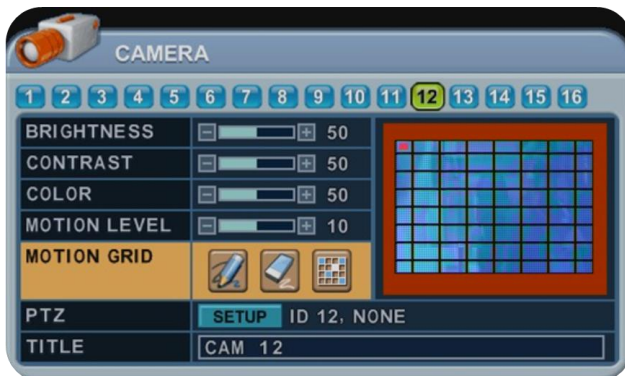 CAMERA
1 2 3 4 5 6 7 8 9 10 11 12 13 14 15 16
BRIGHTNESS 50
CONTRAST 50
COLOR 50
MOTION LEVEL 10
MOTION GRID
PTZ SETUP ID 12, NONE
TITLE CAM 12